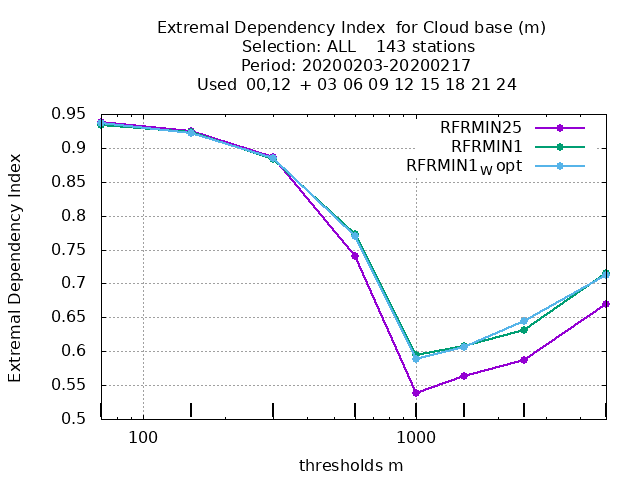 Extremal Dependency Index  for Cloud base (m)
Selection: ALL    143 stations
Period: 20200203-20200217
Used  00,12  + 03 06 09 12 15 18 21 24
RFRMIN25
RFRMIN1
RFRMIN1W opt
Extremal Dependency Index
0.95
0.9
0.85
0.8
0.75
0.7
0.65
0.6
0.55
0.5
100
1000
thresholds m